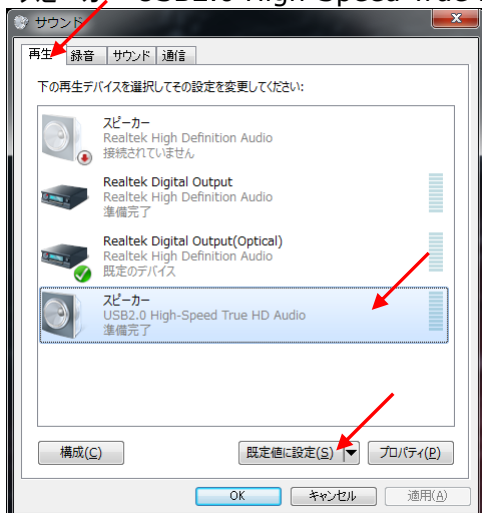 USB2.0 High-Speed True
サウンド
再生
録音
サウンド
通信
下の再生デバイスを選択してその設定を変更してください:
スピーカー
Realtek High Definition Audio
接続されていません
Realtek Digital Output
Realtek High Definition Audio
準備完了
Realtek Digital Output(Optical)
Realtek High Definition Audio
既定のデバイス
スピーカー
USB2.0 High-Speed True HD Audio
準備完了
構成(C)
既定値に設定(S)
プロパティ(P)
OK
キャンセル
適用(A)